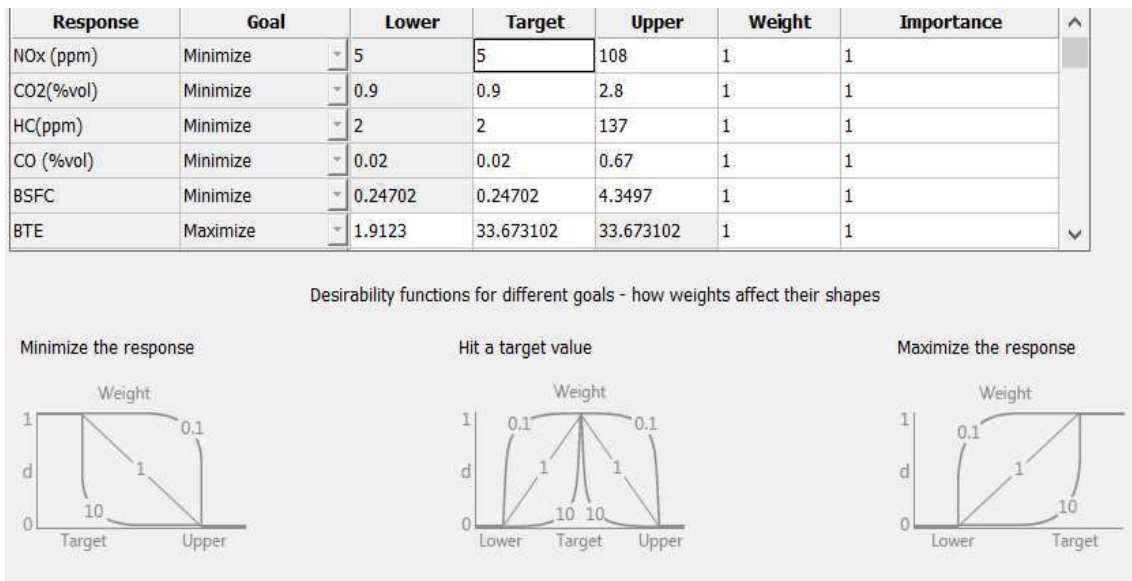 Response Goal Lower Target Upper Weight Importance
NOx (ppm) Minimize 5 5 108 1 1
CO2(%vol) Minimize 0.9 0.9 2.8 1 1
HC(ppm) Minimize 2 2 137 1 1
CO (%vol) Minimize 0.02 0.02 0.67 1 1
BSFC Minimize 0.24702 0.24702 4.3497 1 1
BTE Maximize 1.9123 33.673102 33.673102 1 1
Desirability functions for different goals - how weights affect their shapes
Minimize the response Hit a target value Maximize the response
Weight
1
0.1
d
1
10
0
Target Upper
Weight
1
0.1 0.1
d
1 1
10 10
0
Lower Target Upper
Weight
1
0.1
d
1
10
0
Lower Target